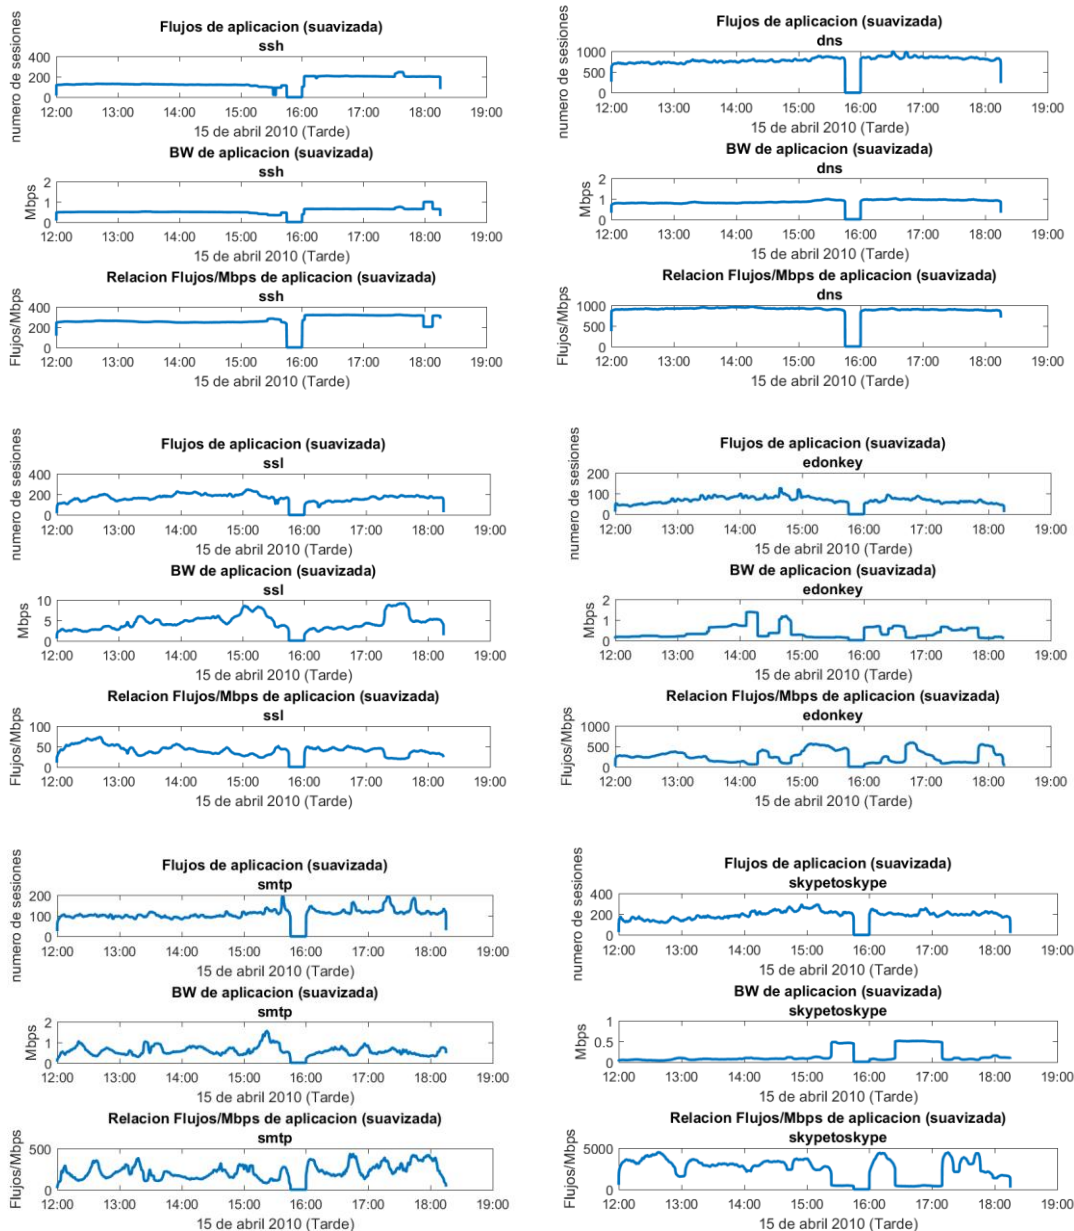 Flujos de aplicacion (suavizada)
ssh
numero de sesiones
400
200
0
12:00 13:00 14:00 15:00 16:00 17:00 18:00 19:00
15 de abril 2010 (Tarde)
BW de aplicacion (suavizada)
ssh
Mbps
2
1
0
12:00 13:00 14:00 15:00 16:00 17:00 18:00 19:00
15 de abril 2010 (Tarde)
Relacion Flujos/Mbps de aplicacion (suavizada)
ssh
Flujos/Mbps
400
200
0
12:00 13:00 14:00 15:00 16:00 17:00 18:00 19:00
15 de abril 2010 (Tarde)
Flujos de aplicacion (suavizada)
dns
numero de sesiones
1000
500
0
12:00 13:00 14:00 15:00 16:00 17:00 18:00 19:00
15 de abril 2010 (Tarde)
BW de aplicacion (suavizada)
dns
Mbps
2
1
0
12:00 13:00 14:00 15:00 16:00 17:00 18:00 19:00
15 de abril 2010 (Tarde)
Relacion Flujos/Mbps de aplicacion (suavizada)
dns
Flujos/Mbps
1000
500
0
12:00 13:00 14:00 15:00 16:00 17:00 18:00 19:00
15 de abril 2010 (Tarde)
Flujos de aplicacion (suavizada)
ssl
numero de sesiones
400
200
0
12:00 13:00 14:00 15:00 16:00 17:00 18:00 19:00
15 de abril 2010 (Tarde)
BW de aplicacion (suavizada)
ssl
Mbps
10
5
0
12:00 13:00 14:00 15:00 16:00 17:00 18:00 19:00
15 de abril 2010 (Tarde)
Relacion Flujos/Mbps de aplicacion (suavizada)
ssl
Flujos/Mbps
100
50
0
12:00 13:00 14:00 15:00 16:00 17:00 18:00 19:00
15 de abril 2010 (Tarde)
Flujos de aplicacion (suavizada)
edonkey
numero de sesiones
200
100
0
12:00 13:00 14:00 15:00 16:00 17:00 18:00 19:00
15 de abril 2010 (Tarde)
BW de aplicacion (suavizada)
edonkey
Mbps
2
1
0
12:00 13:00 14:00 15:00 16:00 17:00 18:00 19:00
15 de abril 2010 (Tarde)
Relacion Flujos/Mbps de aplicacion (suavizada)
edonkey
Flujos/Mbps
1000
500
0
12:00 13:00 14:00 15:00 16:00 17:00 18:00 19:00
15 de abril 2010 (Tarde)
Flujos de aplicacion (suavizada)
smtp
numero de sesiones
200
100
0
12:00 13:00 14:00 15:00 16:00 17:00 18:00 19:00
15 de abril 2010 (Tarde)
BW de aplicacion (suavizada)
smtp
Mbps
2
1
0
12:00 13:00 14:00 15:00 16:00 17:00 18:00 19:00
15 de abril 2010 (Tarde)
Relacion Flujos/Mbps de aplicacion (suavizada)
smtp
Flujos/Mbps
500
0
12:00 13:00 14:00 15:00 16:00 17:00 18:00 19:00
15 de abril 2010 (Tarde)
Flujos de aplicacion (suavizada)
skypetoskype
numero de sesiones
400
200
0
12:00 13:00 14:00 15:00 16:00 17:00 18:00 19:00
15 de abril 2010 (Tarde)
BW de aplicacion (suavizada)
skypetoskype
Mbps
1
0.5
0
12:00 13:00 14:00 15:00 16:00 17:00 18:00 19:00
15 de abril 2010 (Tarde)
Relacion Flujos/Mbps de aplicacion (suavizada)
skypetoskype
Flujos/Mbps
5000
0
12:00 13:00 14:00 15:00 16:00 17:00 18:00 19:00
15 de abril 2010 (Tarde)